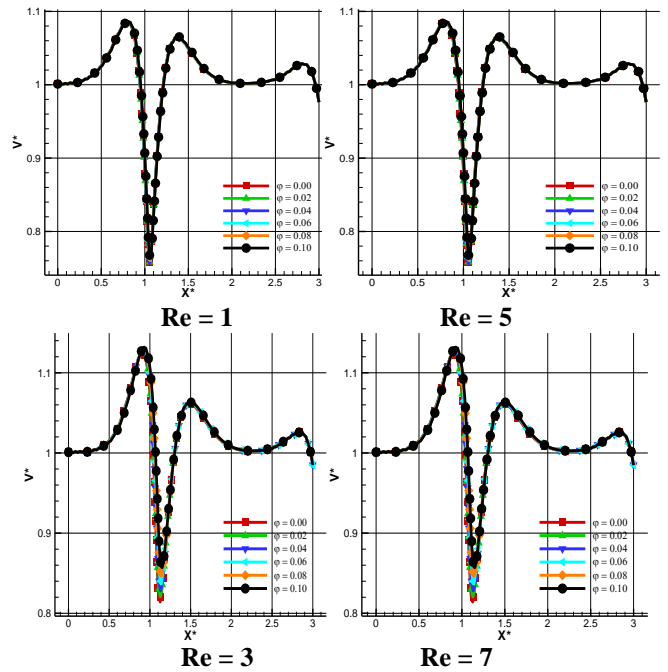 1.1
1
0.9
0.8
V*
0
0.5
1
1.5
2
2.5
3
X*
φ = 0.00
φ = 0.02
φ = 0.04
φ = 0.06
φ = 0.08
φ = 0.10
Re = 1
1.1
1
0.9
0.8
V*
0
0.5
1
1.5
2
2.5
3
X*
φ = 0.00
φ = 0.02
φ = 0.04
φ = 0.06
φ = 0.08
φ = 0.10
Re = 5
1.1
1
0.9
0.8
V*
0
0.5
1
1.5
2
2.5
3
X*
φ = 0.00
φ = 0.02
φ = 0.04
φ = 0.06
φ = 0.08
φ = 0.10
Re = 3
1.1
1
0.9
0.8
V*
0
0.5
1
1.5
2
2.5
3
X*
φ = 0.00
φ = 0.02
φ = 0.04
φ = 0.06
φ = 0.08
φ = 0.10
Re = 7